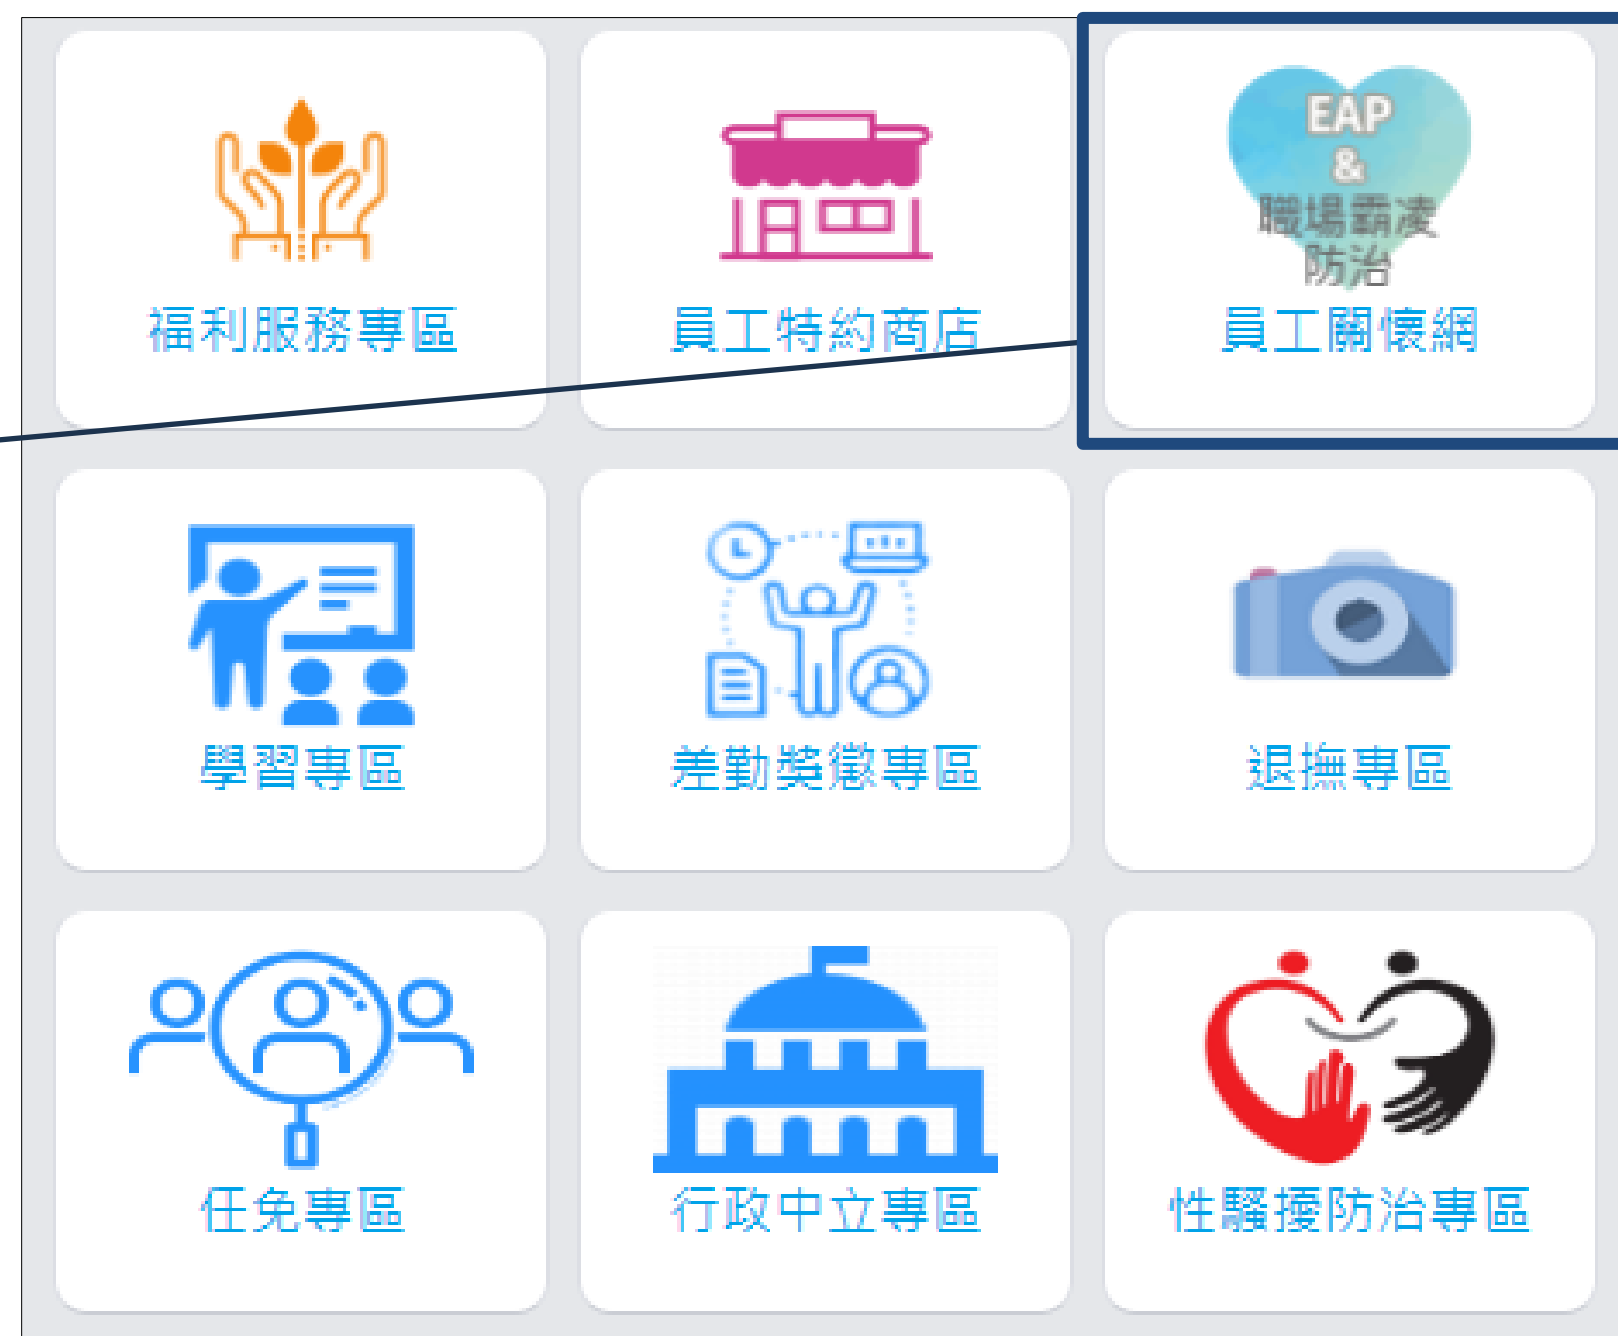 EAP
&
職場霸凌
防治
福利服務專區
員工特約商店
員工關懷網
學習專區
差勤獎懲專區
退撫專區
任免專區
行政中立專區
性騷擾防治專區